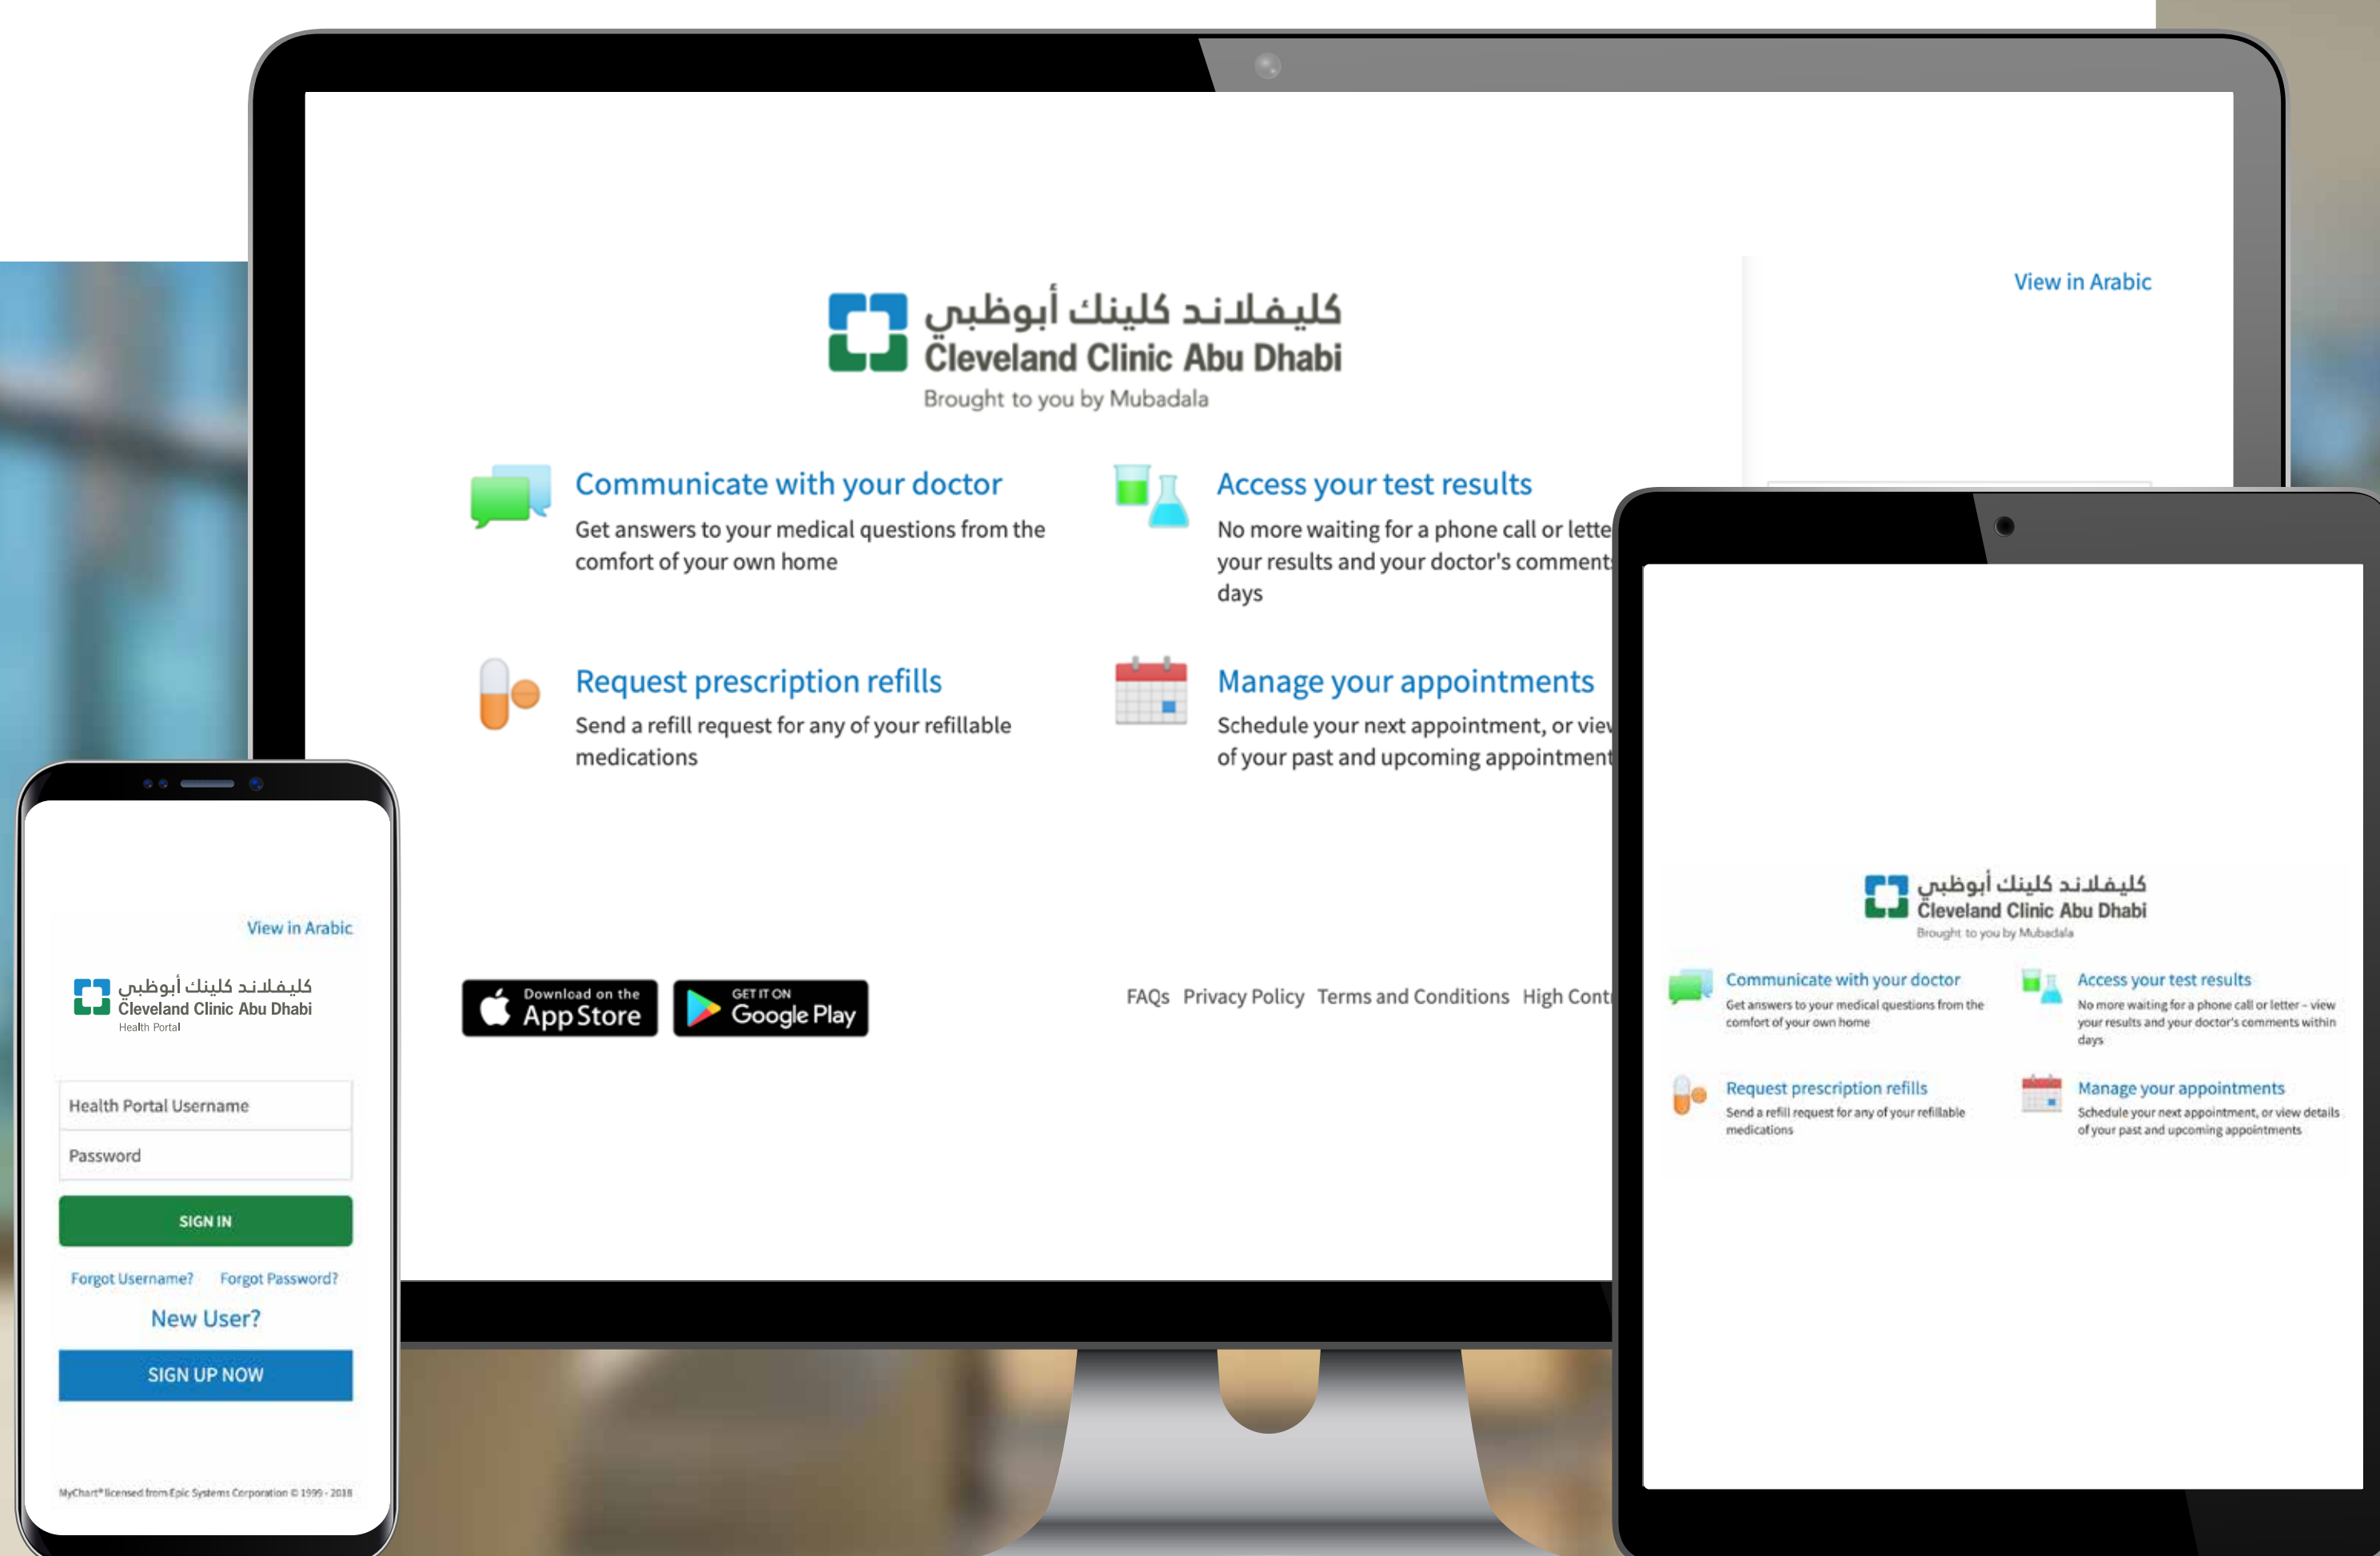 View in Arabic
كليفلاند كلينك أبوظبي
Cleveland Clinic Abu Dhabi
Brought to you by Mubadala
Communicate with your doctor
Get answers to your medical questions from the
comfort of your own home
Access your test results
No more waiting for a phone call or lette
your results and your doctor's comment
days
Request prescription refills
Send a refill request for any of your refillable
medications
Manage your appointments
Schedule your next appointment, or view
of your past and upcoming appointment
Download on the
App Store
GET IT ON
Google Play
FAQs Privacy Policy Terms and Conditions High Cont
View in Arabic
كليفلاند كلينك أبوظبي
Cleveland Clinic Abu Dhabi
Health Portal
Health Portal Username
Password
SIGN IN
Forgot Username? Forgot Password?
New User?
SIGN UP NOW
MyChart® licensed from Epic Systems Corporation © 1999 - 2018
كليفلاند كلينك أبوظبي
Cleveland Clinic Abu Dhabi
Brought to you by Mubadala
Communicate with your doctor
Get answers to your medical questions from the
comfort of your own home
Access your test results
No more waiting for a phone call or letter – view
your results and your doctor's comments within
days
Request prescription refills
Send a refill request for any of your refillable
medications
Manage your appointments
Schedule your next appointment, or view details
of your past and upcoming appointments